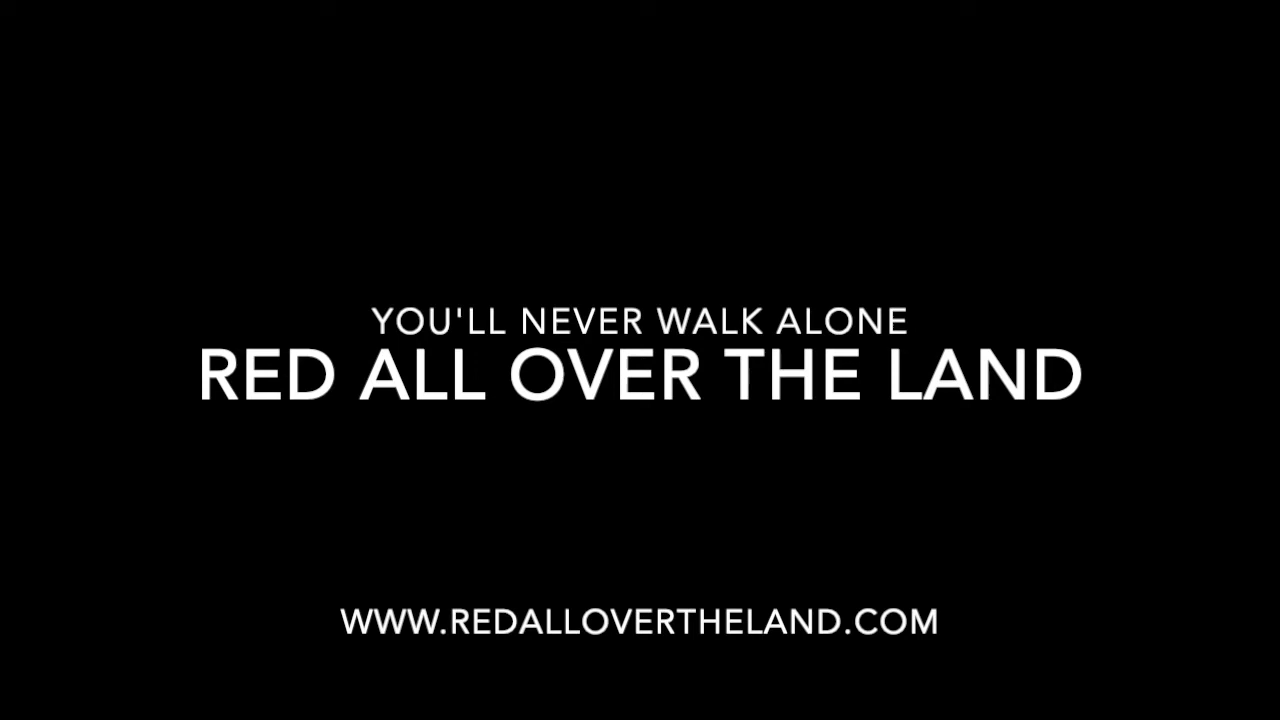 YOU'LL NEVER WALK ALONE
RED ALL OVER THE LAND
WWW.REDALLOVERTHELAND.COM